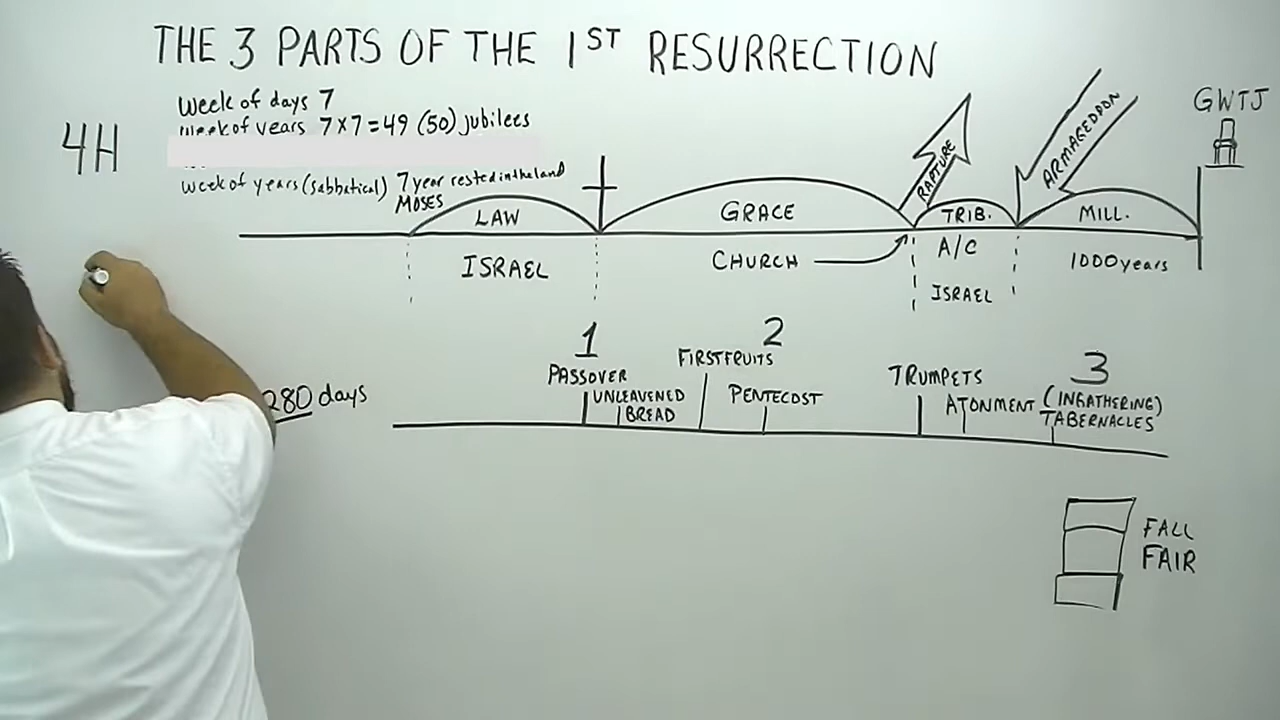 THE 3 PARTS OF THE 1ST RESURRECTION
4H
week of days 7
week of years 7x7=49 (50) jubilees
week of years (sabbatical) 7 year rested in the land
MOSES
LAW
GRACE
RAPTURE
TRIB.
ARMAGEDDON
MILL.
GWTJ
ISRAEL
CHURCH
A/C
ISRAEL
1000 years
280 days
1
PASSOVER
UNLEAVENED
BREAD
2
FIRSTFRUITS
PENTECOST
TRUMPETS
ATONMENT
3
(INGATHERING)
TABERNACLES
FALL
FAIR